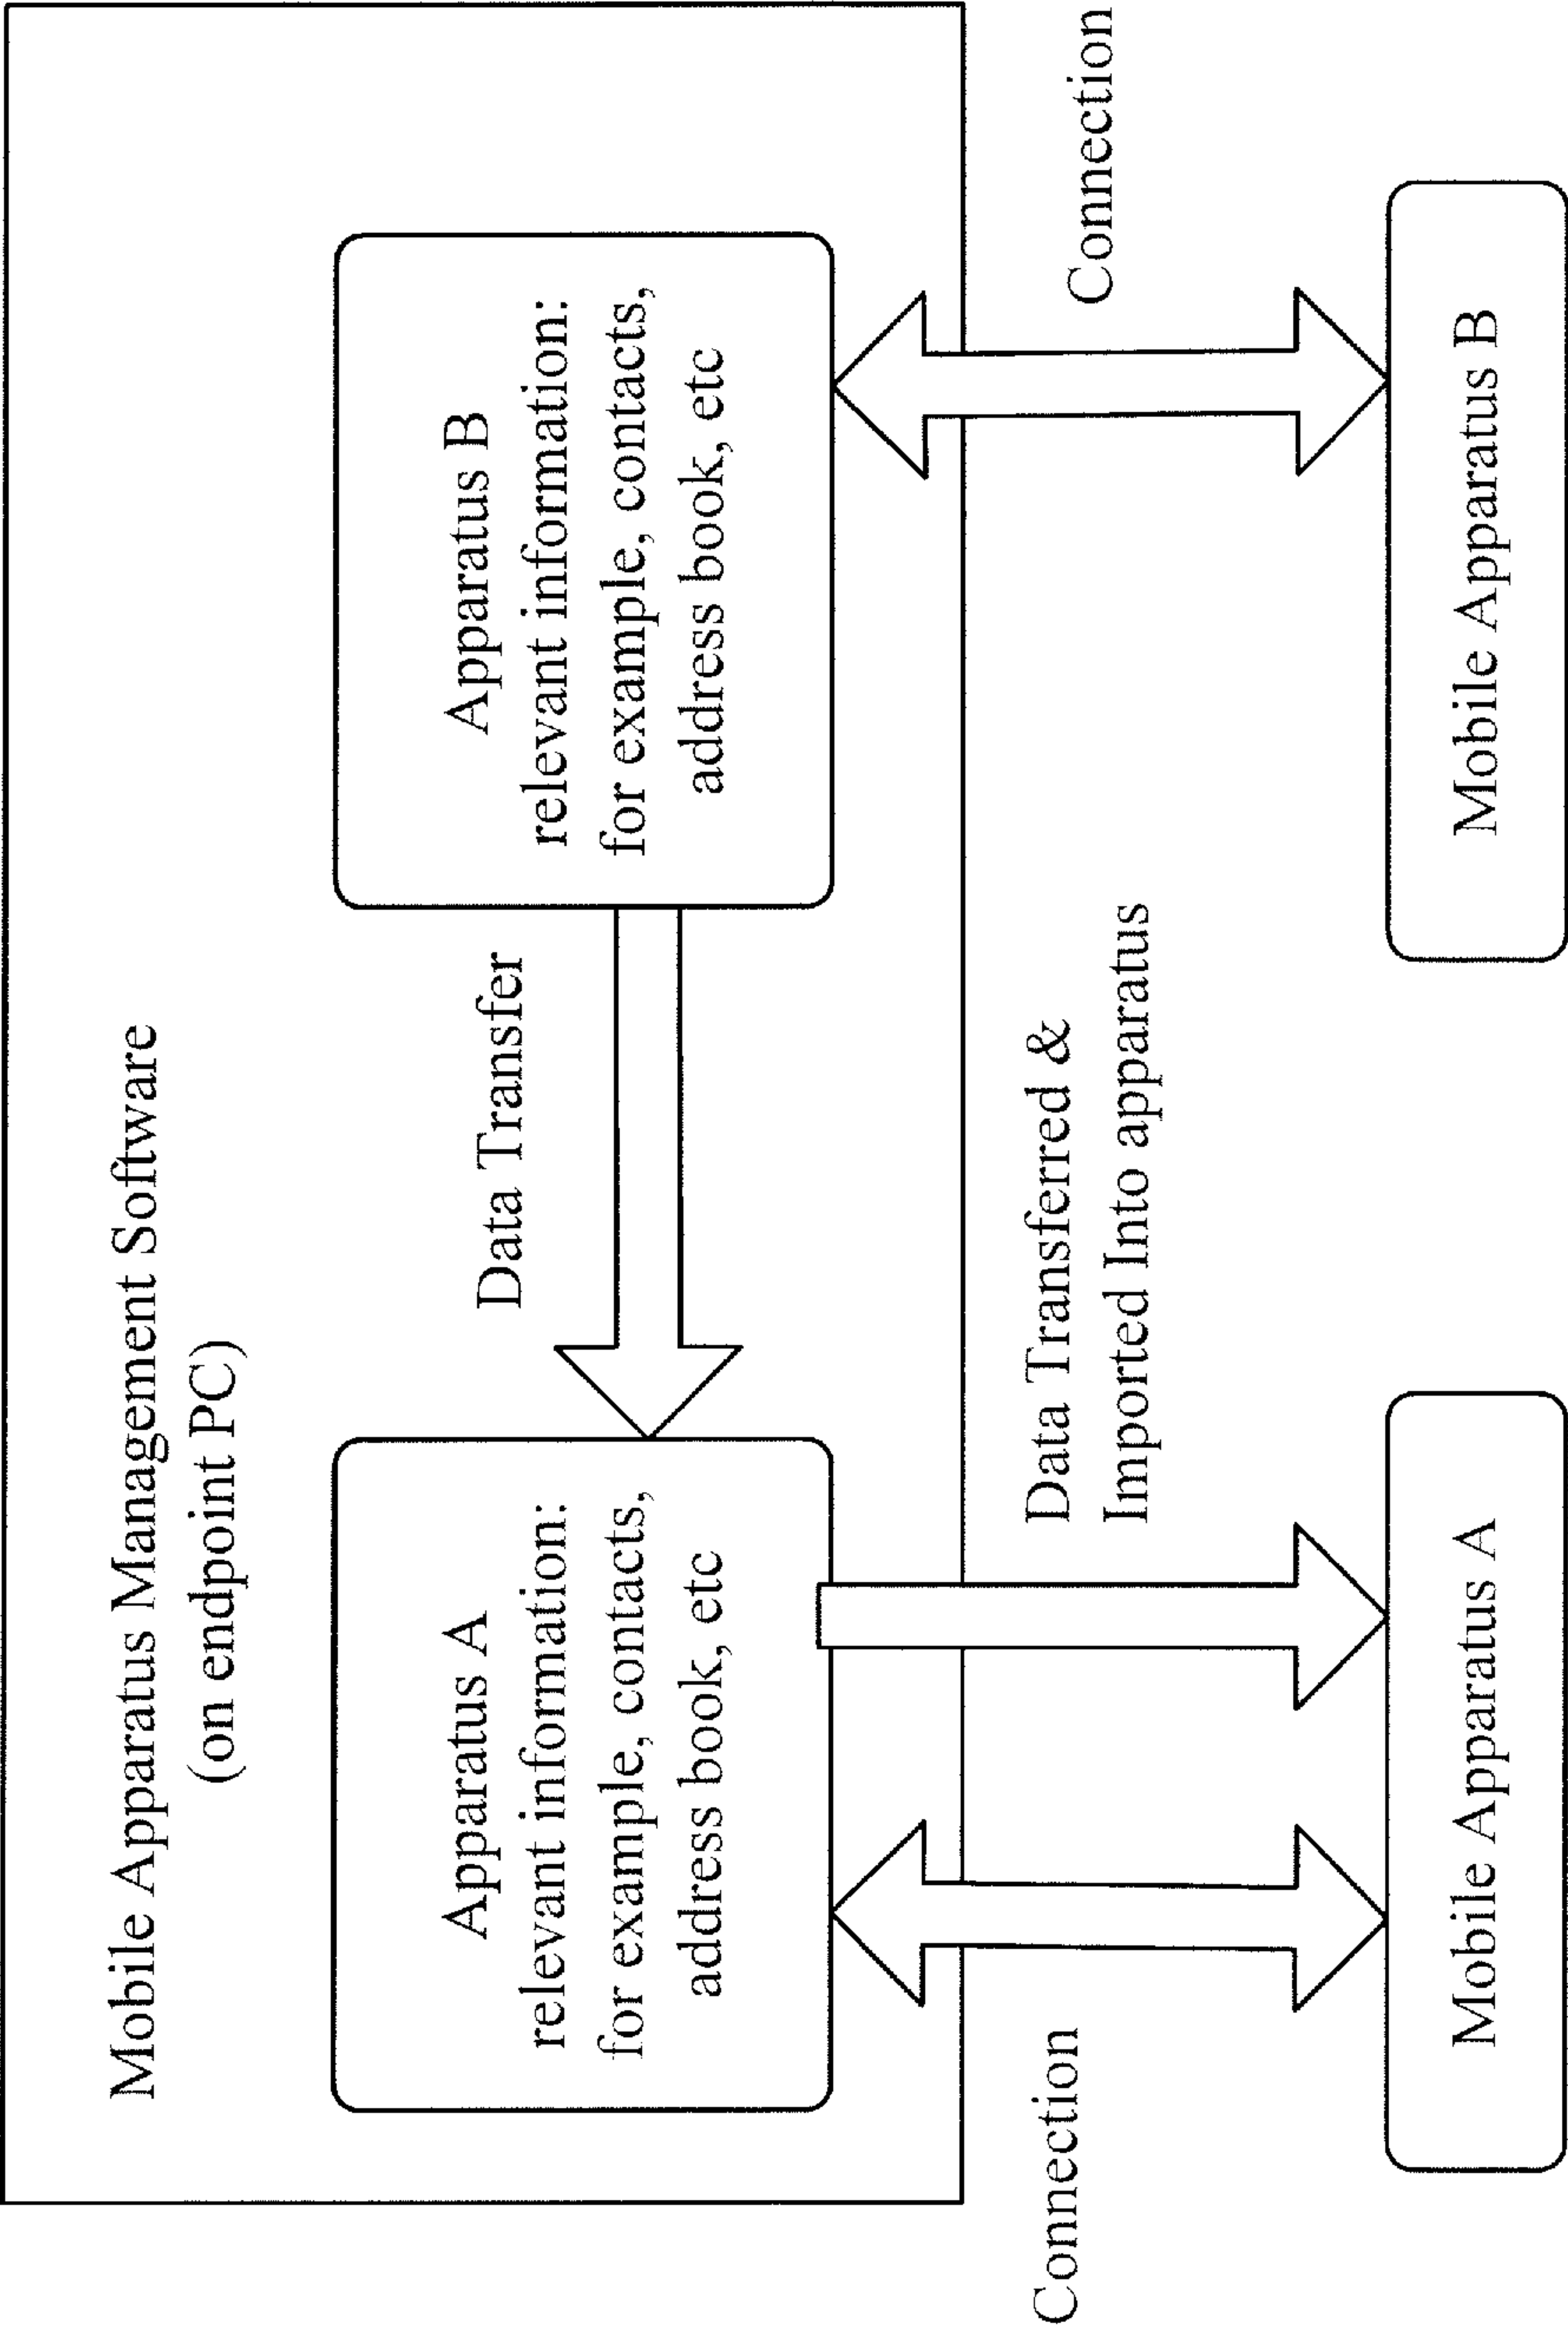 Mobile Apparatus Management Software
(on endpoint PC)
Apparatus A
relevant information:
for example, contacts,
address book, etc
Data Transfer
Apparatus B
relevant information:
for example, contacts,
address book, etc
Connection
Data Transferred &
Imported Into apparatus
Connection
Mobile Apparatus A
Mobile Apparatus B